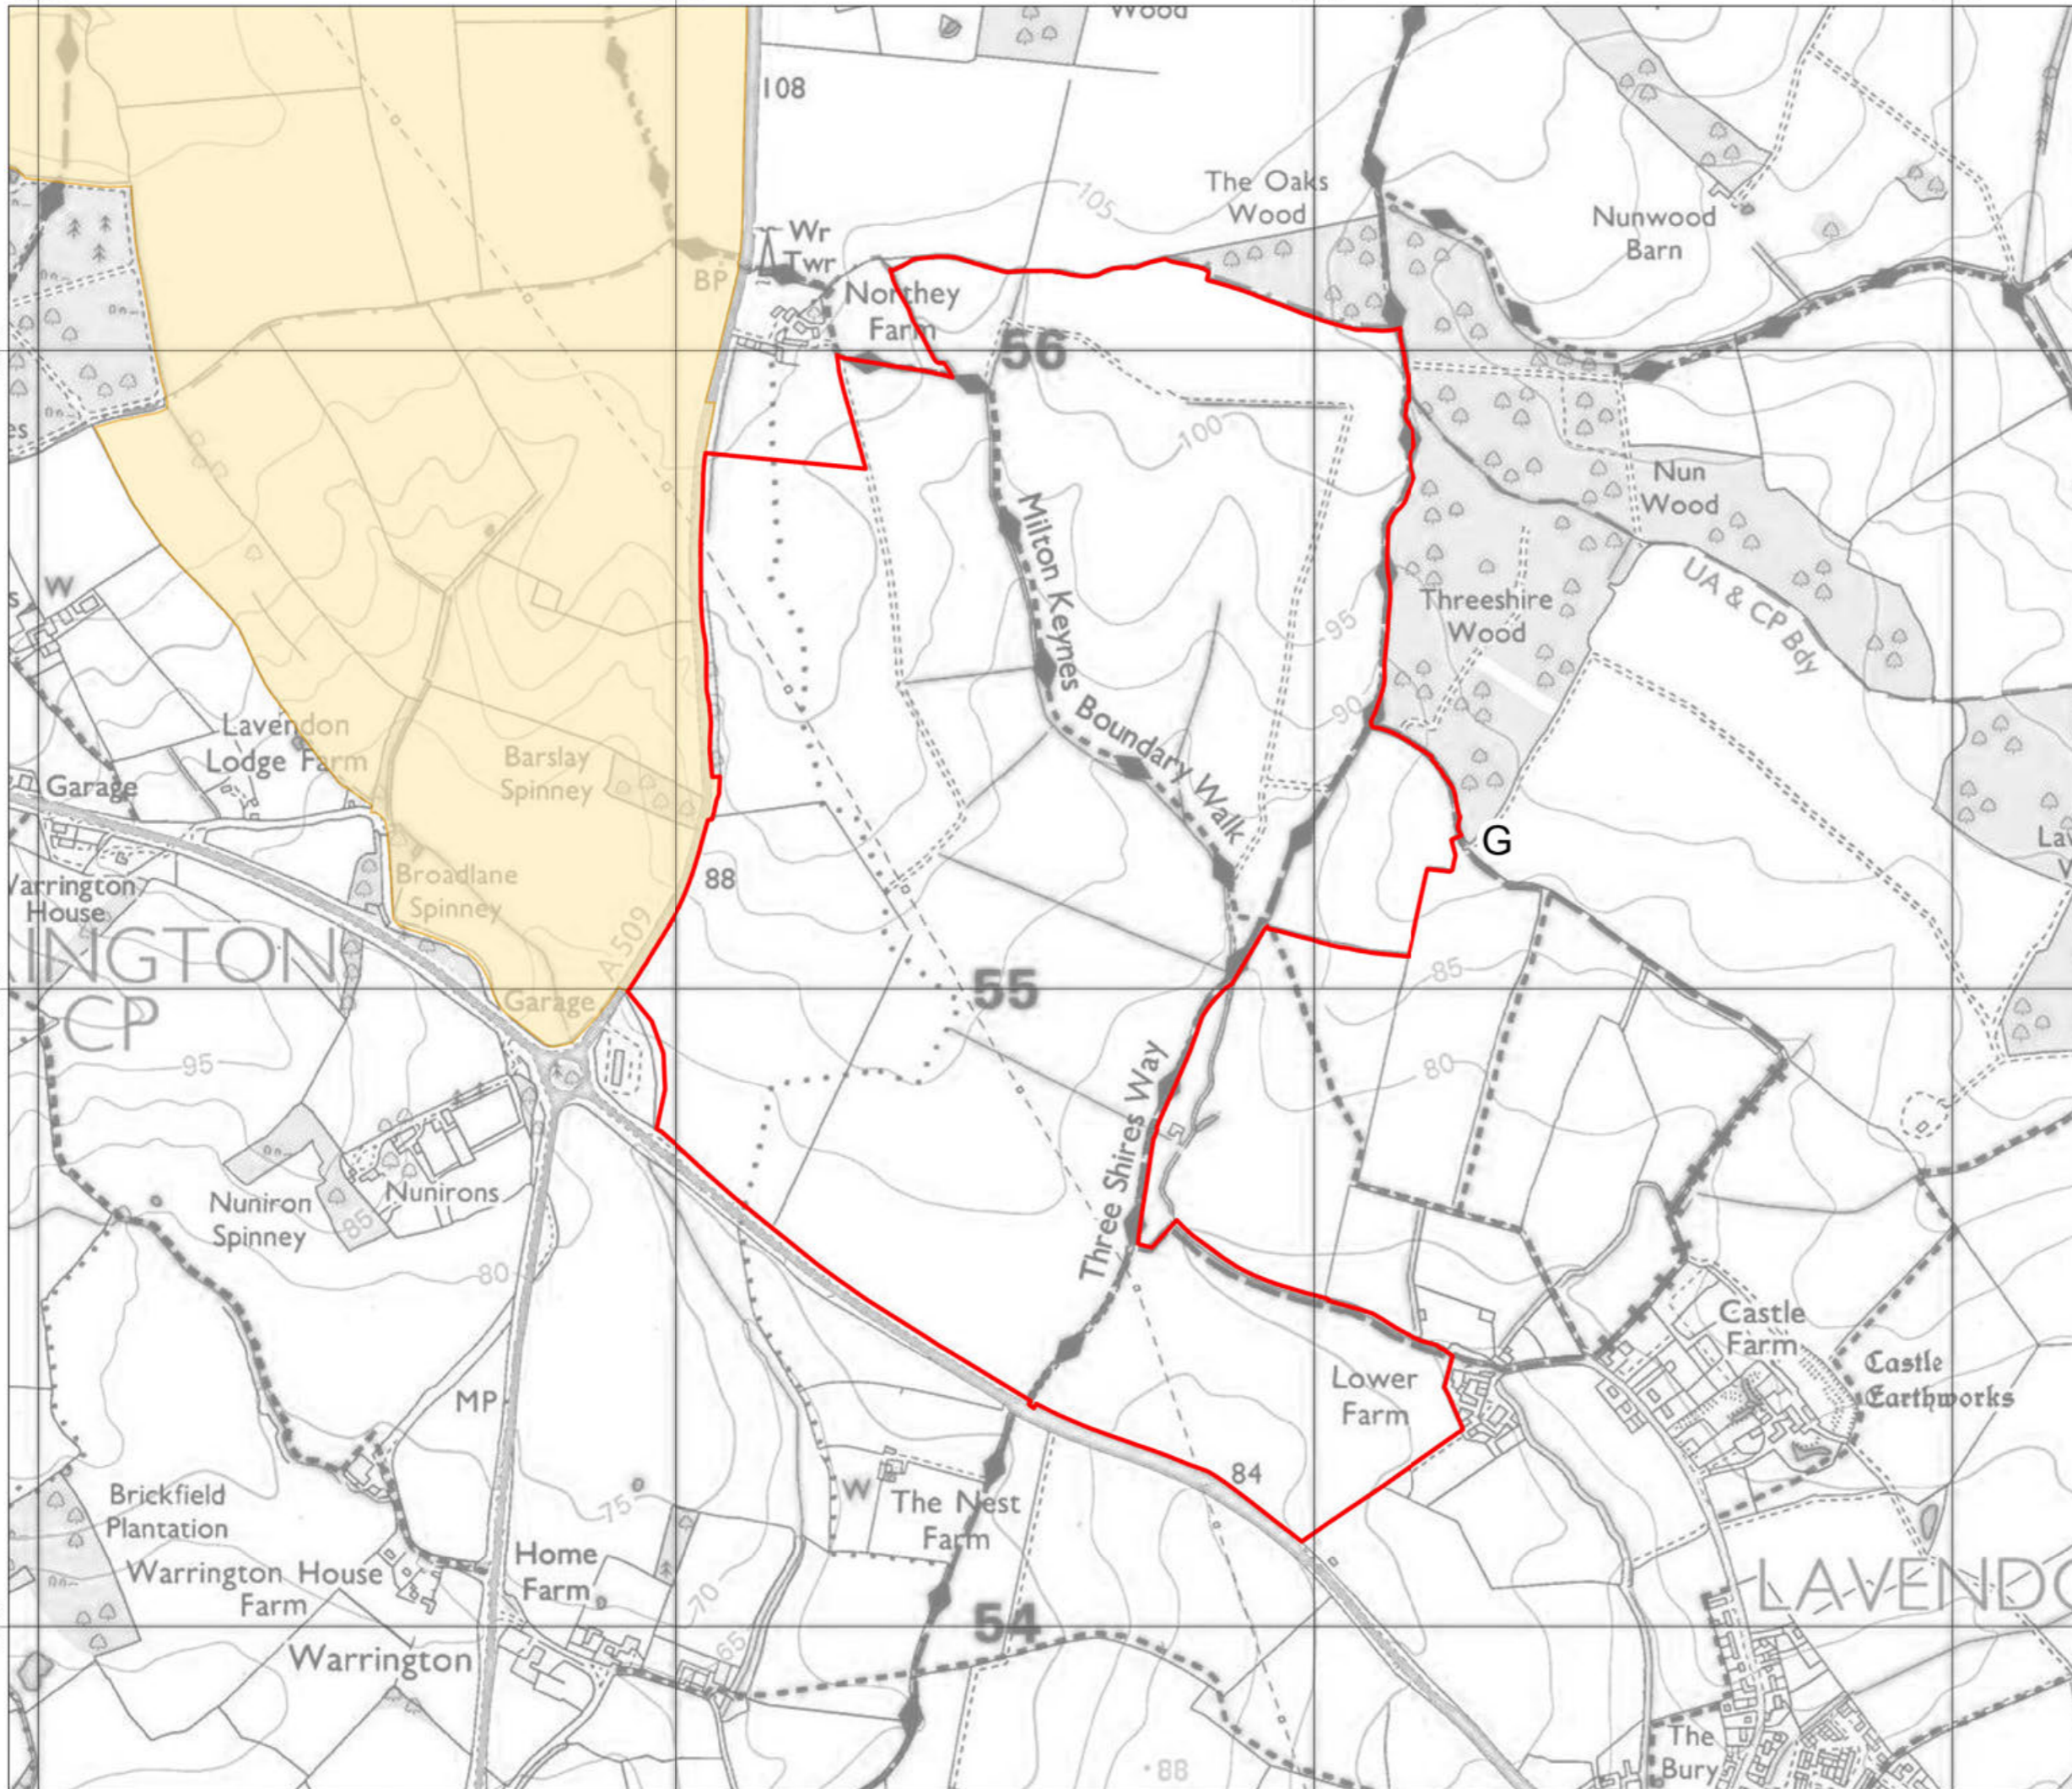 Wood
108
The Oaks
Wood
105
Nunwood
Barn
Wr
Twr
BP
Northey
Farm
56
100
Nun
Wood
es
Milton Keynes Boundary Walk
UA & CP Bdy
W
s
95
Threeshire
Wood
90
Lavendon
Lodge Farm
Barslay
Spinney
Garage
G
88
Broadlane
Spinney
Warrington
House
A509
INGTON
CP
85
55
Garage
95
80
Three Shires Way
Nunirons
Nuniron
Spinney
85
80
Castle
Farm
Castle
Earthworks
Lower
Farm
MP
84
W
The Nest
Farm
75
Brickfield
Plantation
Home
Farm
Warrington House
Farm
70
LAVENDO
54
65
Warrington
The
Bury
88